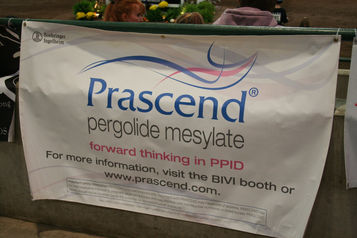 Boehringer
Ingelheim
Prascend®
pergolide mesylate
forward thinking in PPID
For more information, visit the BIVI booth or
www.prascend.com.